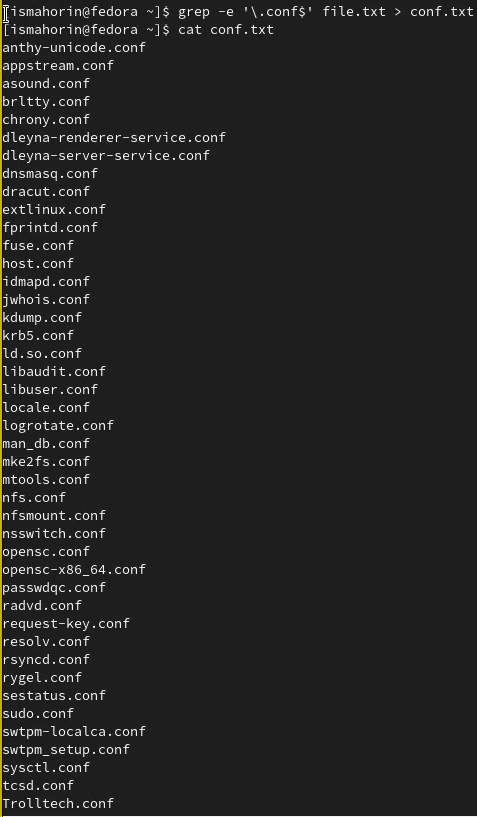 [ismahorin@fedora ~]$ grep -e '\.conf$' file.txt > conf.txt
[ismahorin@fedora ~]$ cat conf.txt
anthy-unicode.conf
appstream.conf
asound.conf
brltty.conf
chrony.conf
dleyna-renderer-service.conf
dleyna-server-service.conf
dnsmasq.conf
dracut.conf
extlinux.conf
fprintd.conf
fuse.conf
host.conf
idmapd.conf
jwhois.conf
kdump.conf
krb5.conf
ld.so.conf
libaudit.conf
libuser.conf
locale.conf
logrotate.conf
man_db.conf
mke2fs.conf
mtools.conf
nfs.conf
nfsmount.conf
nsswitch.conf
opensc.conf
opensc-x86_64.conf
passwdqc.conf
radvd.conf
request-key.conf
resolv.conf
rsyncd.conf
rygel.conf
sestatus.conf
sudo.conf
swtpm-localca.conf
swtpm_setup.conf
sysctl.conf
tcsd.conf
Trolltech.conf